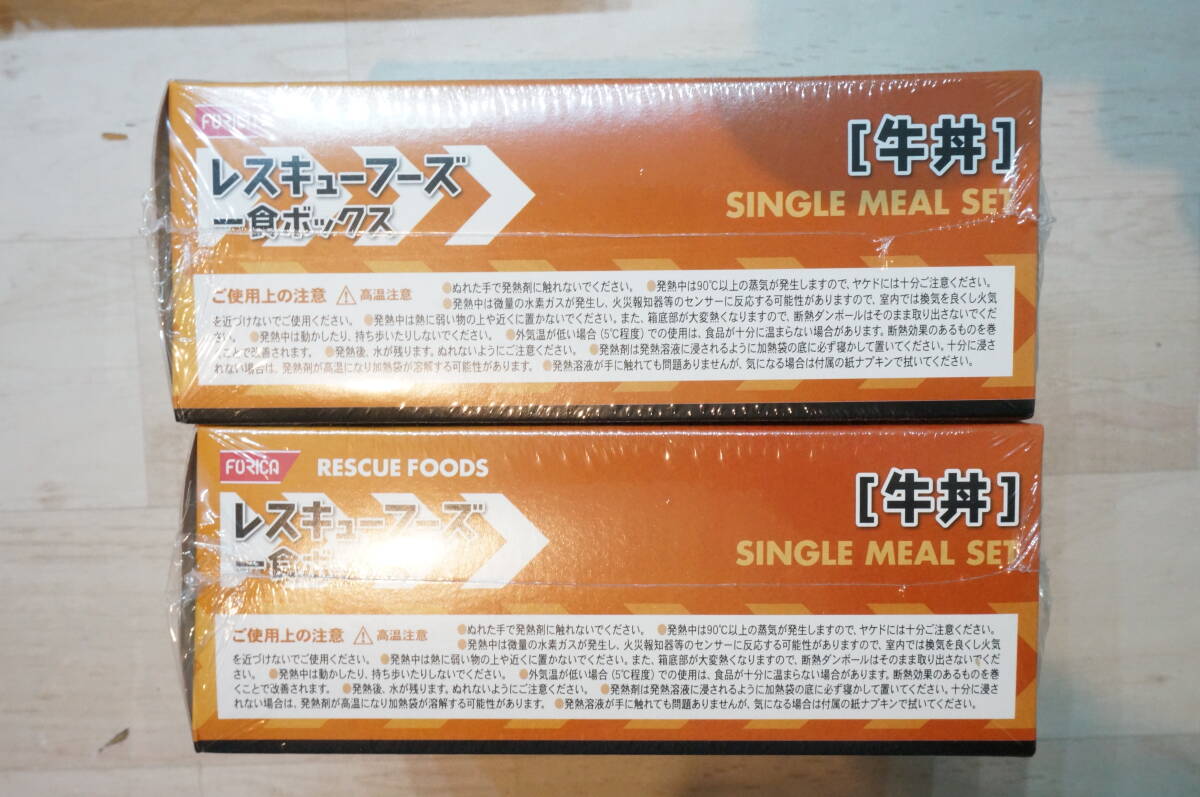 FORICA
レスキューフーズ
一食ボックス
[牛丼]
SINGLE MEAL SET
ご使用上の注意 ⚠高温注意
●ぬれた手で発熱剤に触れないでください。 ●発熱中は90℃以上の蒸気が発生しますので、ヤケドには十分ご注意ください。
●発熱中は微量の水素ガスが発生し、火災報知器等のセンサーに反応する可能性がありますので、室内では換気を良くし火気
を近づけないでご使用ください。 ●発熱中は熱に弱い物の上や近くに置かないでください。また、箱底部が大変熱くなりますので、断熱ダンボールはそのまま取り出さないでくだ
さい。 ●発熱中は動かしたり、持ち歩いたりしないでください。 ●外気温が低い場合(5℃程度)での使用は、食品が十分に温まらない場合があります。断熱効果のあるものを巻
くことで改善されます。 ●発熱後、水が残ります。ぬれないようにご注意ください。 ●発熱剤は発熱溶液に浸されるように加熱袋の底に必ず寝かして置いてください。十分に浸さ
れない場合は、発熱剤が高温になり加熱袋が溶解する可能性があります。 ●発熱溶液が手に触れても問題ありませんが、気になる場合は付属の紙ナプキンで拭いてください。
FORICA RESCUE FOODS
レスキューフーズ
一食ボ
[牛丼]
SINGLE MEAL SET
ご使用上の注意 ⚠高温注意
●ぬれた手で発熱剤に触れないでください。 ●発熱中は90℃以上の蒸気が発生しますので、ヤケドには十分ご注意ください。
●発熱中は微量の水素ガスが発生し、火災報知器等のセンサーに反応する可能性がありますので、室内では換気を良くし火気
を近づけないでご使用ください。 ●発熱中は熱に弱い物の上や近くに置かないでください。また、箱底部が大変熱くなりますので、断熱ダンボールはそのまま取り出さないでくだ
さい。 ●発熱中は動かしたり、持ち歩いたりしないでください。 ●外気温が低い場合(5℃程度)での使用は、食品が十分に温まらない場合があります。断熱効果のあるものを巻
くことで改善されます。 ●発熱後、水が残ります。ぬれないようにご注意ください。 ●発熱剤は発熱溶液に浸されるように加熱袋の底に必ず寝かして置いてください。十分に浸さ
れない場合は、発熱剤が高温になり加熱袋が溶解する可能性があります。 ●発熱溶液が手に触れても問題ありませんが、気になる場合は付属の紙ナプキンで拭いてください。